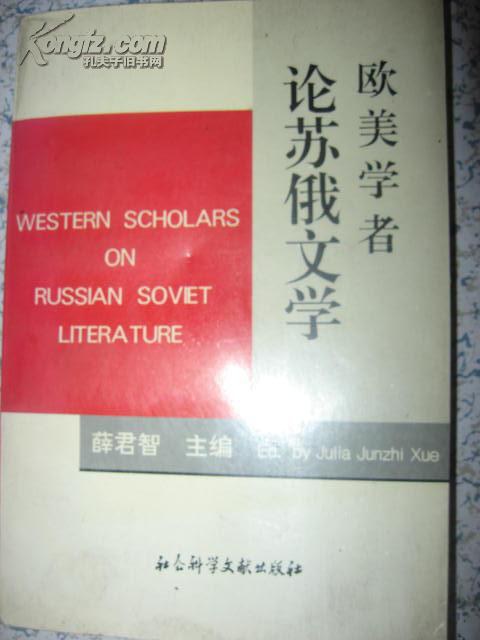 Kongfz.com
孔夫子旧书网
欧美学者
论苏俄文学
WESTERN SCHOLARS
ON
RUSSIAN SOVIET
LITERATURE
薛君智 主编 Ed. by Julia Junzhi Xue
社会科学文献出版社